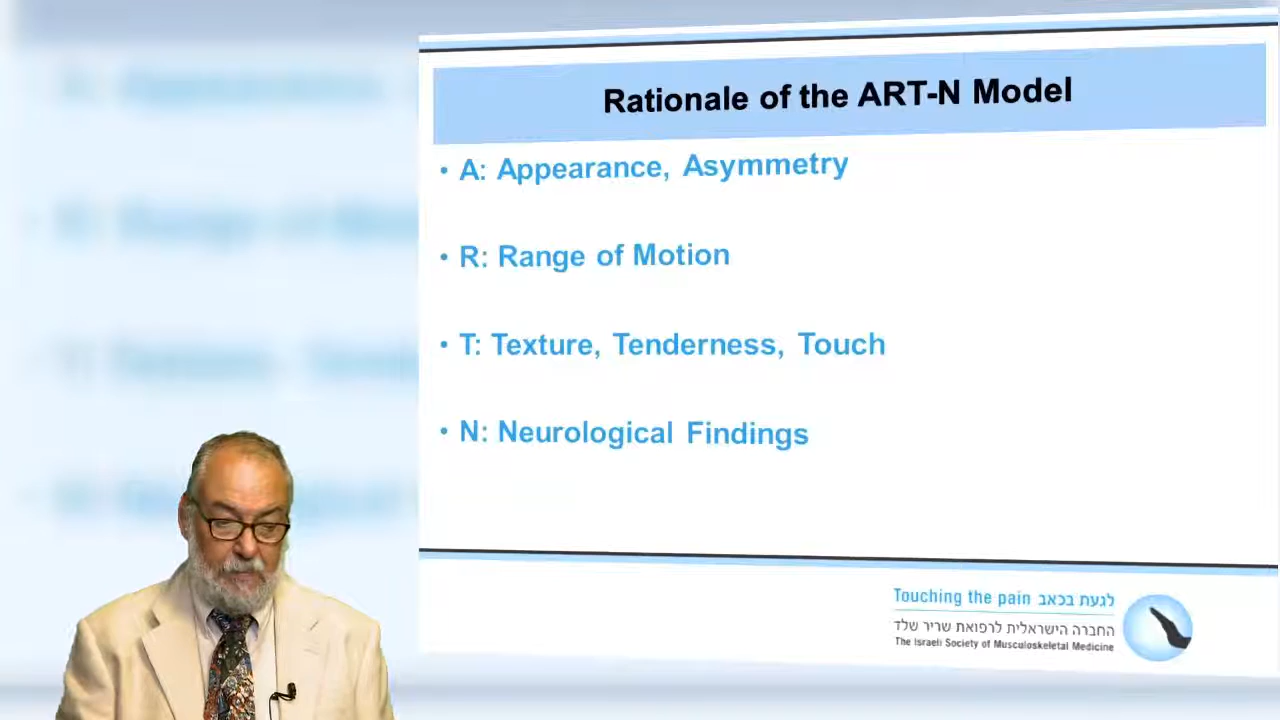 Rationale of the ART-N Model
• A: Appearance, Asymmetry
• R: Range of Motion
• T: Texture, Tenderness, Touch
• N: Neurological Findings
Touching the pain לגעת בכאב
החברה הישראלית לרפואת שריר שלד
The Israeli Society of Musculoskeletal Medicine